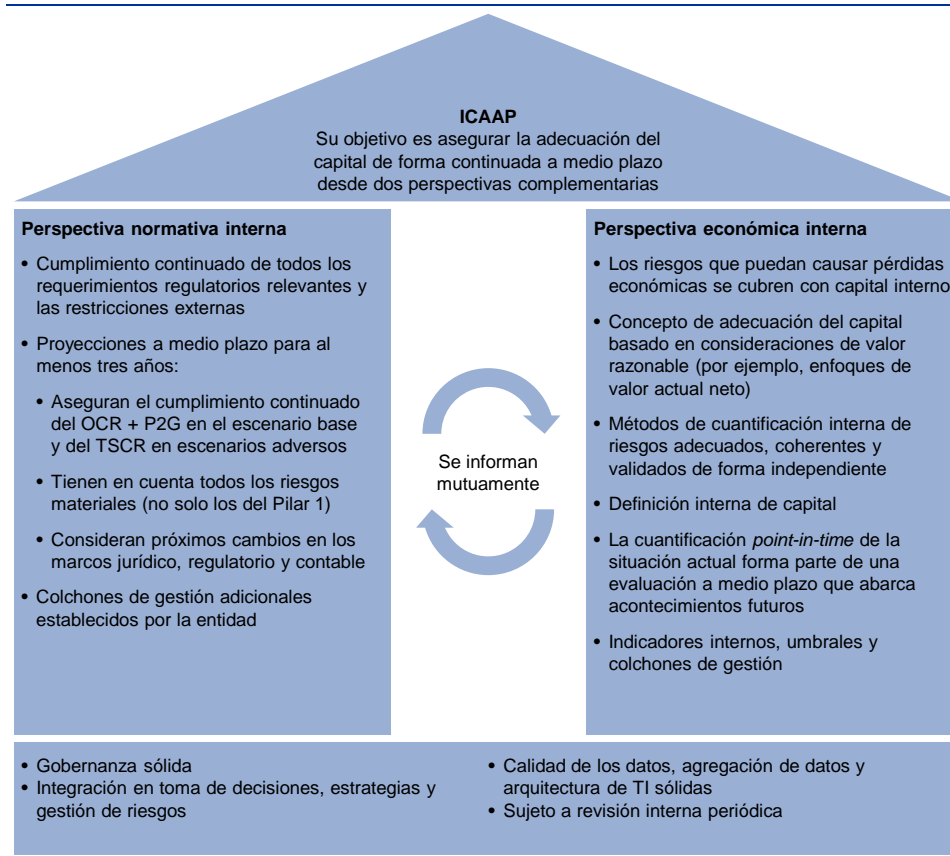 ICAAP
Su objetivo es asegurar la adecuación del
capital de forma continuada a medio plazo
desde dos perspectivas complementarias
Perspectiva normativa interna
• Cumplimiento continuado de todos los
requerimientos regulatorios relevantes y
las restricciones externas
• Proyecciones a medio plazo para al
menos tres años:
• Aseguran el cumplimiento continuado
del OCR + P2G en el escenario base
y del TSCR en escenarios adversos
• Tienen en cuenta todos los riesgos
materiales (no solo los del Pilar 1)
• Consideran próximos cambios en los
marcos jurídico, regulatorio y contable
• Colchones de gestión adicionales
establecidos por la entidad
Se informan
mutuamente
Perspectiva económica interna
• Los riesgos que puedan causar pérdidas
económicas se cubren con capital interno
• Concepto de adecuación del capital
basado en consideraciones de valor
razonable (por ejemplo, enfoques de
valor actual neto)
• Métodos de cuantificación interna de
riesgos adecuados, coherentes y
validados de forma independiente
• Definición interna de capital
• La cuantificación point-in-time de la
situación actual forma parte de una
evaluación a medio plazo que abarca
acontecimientos futuros
• Indicadores internos, umbrales y
colchones de gestión
• Gobernanza sólida
• Integración en toma de decisiones, estrategias y
gestión de riesgos
• Calidad de los datos, agregación de datos y
arquitectura de TI sólidas
• Sujeto a revisión interna periódica